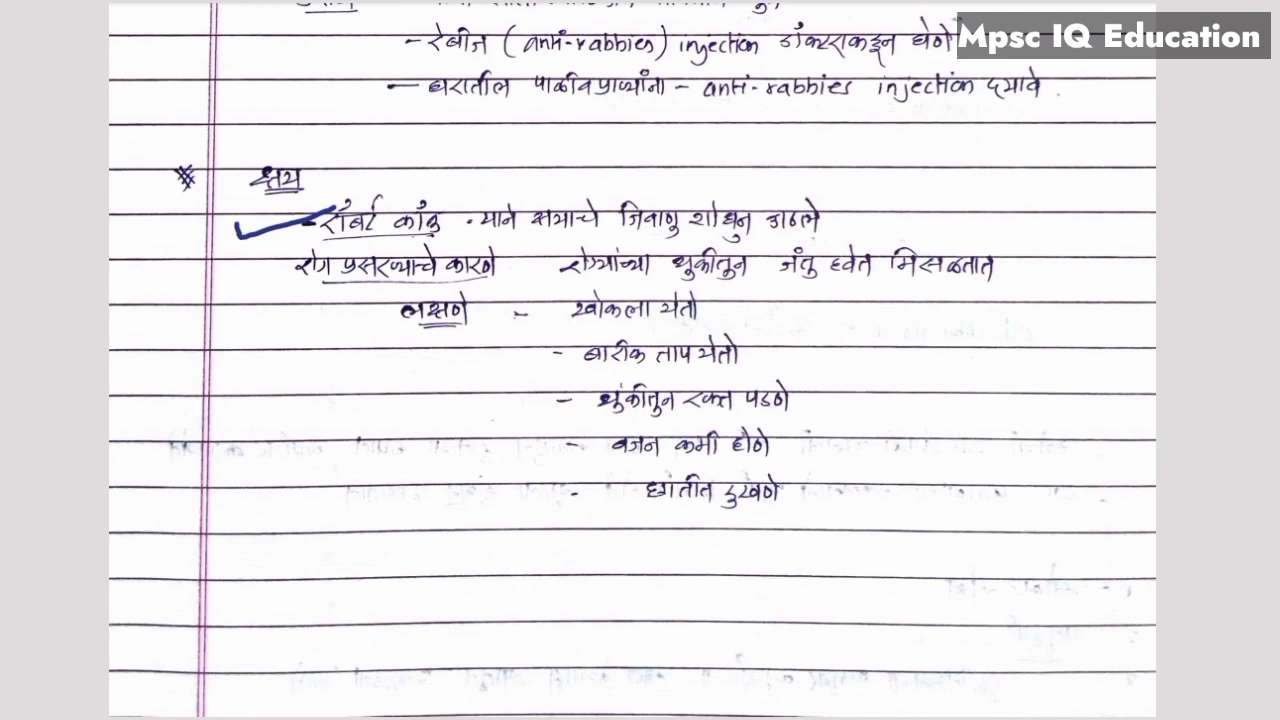 Mpsc IQ Education
- रेबीज (anti-rabbies) injection डॉक्टराकडून घेणे
- घरातील पाळीव प्राण्यांना - anti-rabbies injection द्यावे.
* क्षय
- रॉबर्ट कॉक - याने क्षयाचे जिवाणू शोधुन काढले
रोग प्रसरण्याचे कारणे रोग्यांच्या थुकीतुन जंतु हवेत मिसळतात
लक्षणे - खोकला येतो
- बारीक ताप येतो
- थुंकीतुन रक्त पडणे
- वजन कमी होणे
- छातीत दुखणे